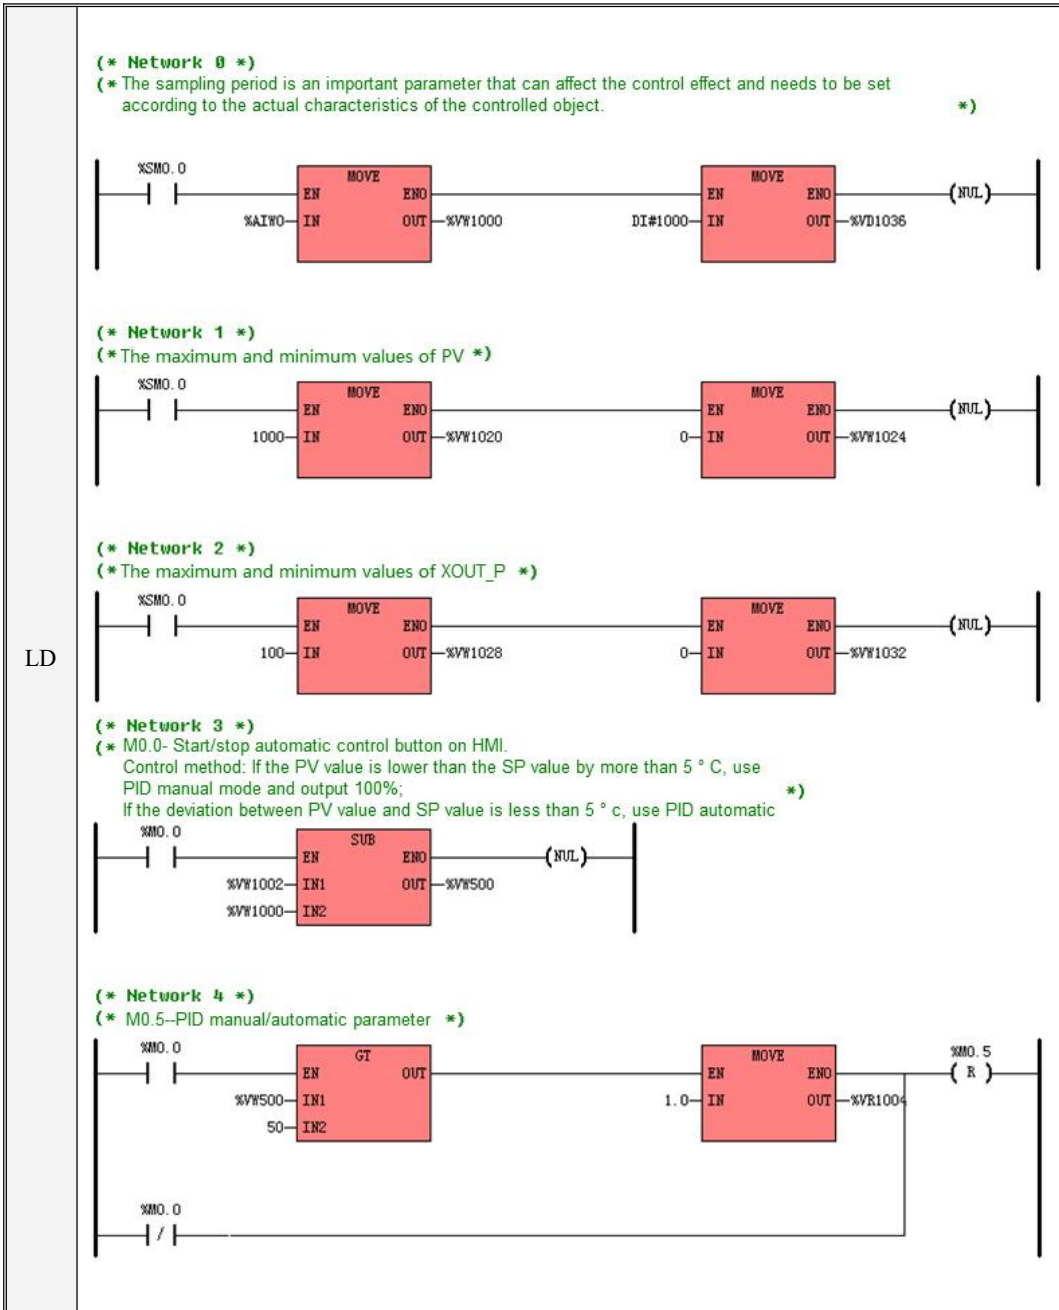 (* Network 0 *)
(* The sampling period is an important parameter that can affect the control effect and needs to be set
according to the actual characteristics of the controlled object. *)
%SM0.0
MOVE
MOVE
EN ENO
EN ENO
(NUL)
%AIW0 IN OUT %VW1000
DI#1000 IN OUT %VD1036
(* Network 1 *)
(* The maximum and minimum values of PV *)
%SM0.0
MOVE
MOVE
EN ENO
EN ENO
(NUL)
1000 IN OUT %VW1020
0 IN OUT %VW1024
(* Network 2 *)
(* The maximum and minimum values of XOUT_P *)
%SM0.0
MOVE
MOVE
EN ENO
EN ENO
(NUL)
100 IN OUT %VW1028
0 IN OUT %VW1032
LD
(* Network 3 *)
(* M0.0- Start/stop automatic control button on HMI.
Control method: If the PV value is lower than the SP value by more than 5 ° C, use
PID manual mode and output 100%; *)
If the deviation between PV value and SP value is less than 5 ° c, use PID automatic
%M0.0
SUB
EN ENO
(NUL)
%VW1002 IN1 OUT %VW500
%VW1000 IN2
(* Network 4 *)
(* M0.5--PID manual/automatic parameter *)
%M0.0
GT
MOVE
%M0.5
EN OUT
EN ENO
( R )
%VW500 IN1
1.0 IN OUT %VR1004
50 IN2
%M0.0
/